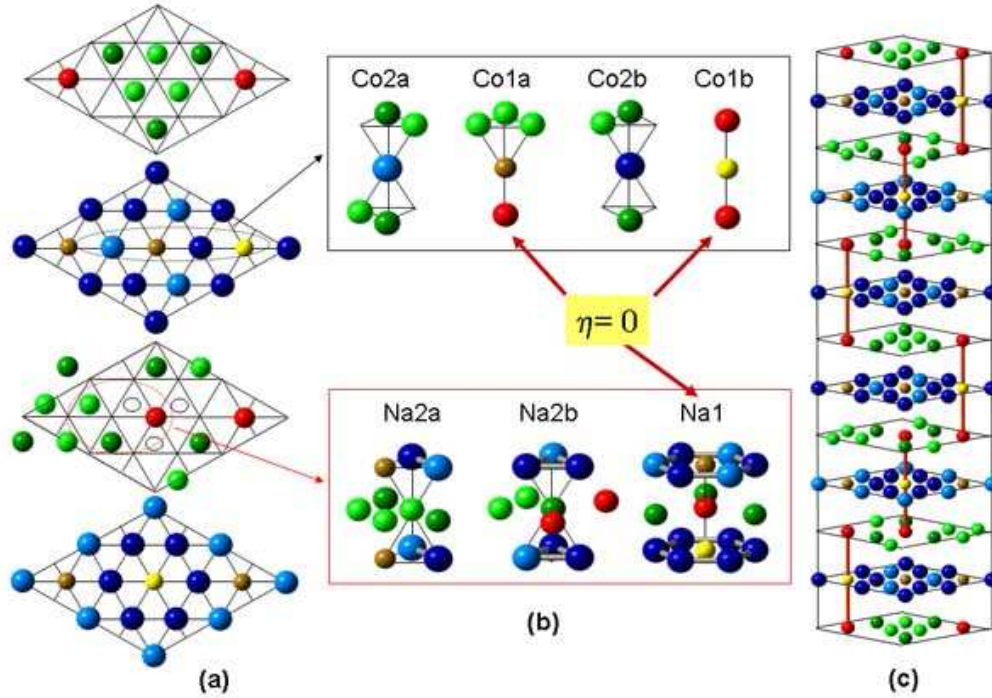 Co2a Co1a Co2b Co1b
η= 0
Na2a Na2b Na1
(a)
(b)
(c)